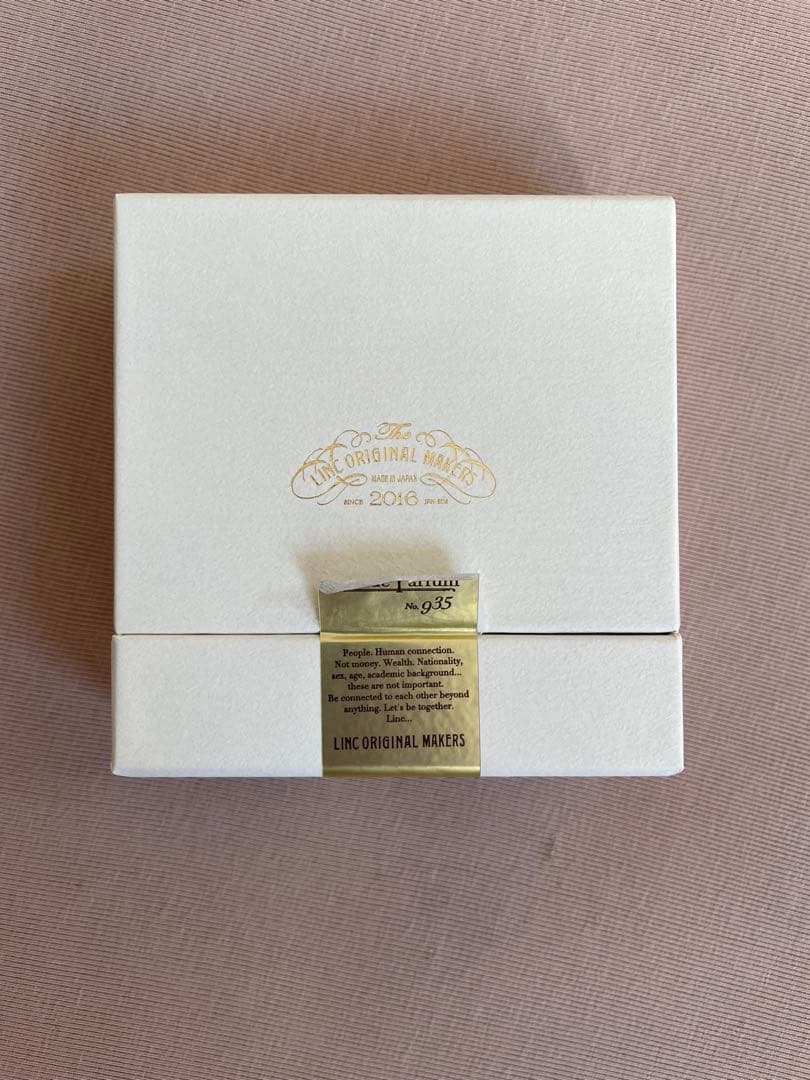 The
LINC ORIGINAL MAKERS
MADE IN JAPAN
SINCE 2016
Parfum
No. 935
People. Human connection.
Not money. Wealth. Nationality,
sex, age, academic background...
these are not important.
Be connected to each other beyond
anything. Let's be together.
Linc...
LINC ORIGINAL MAKERS